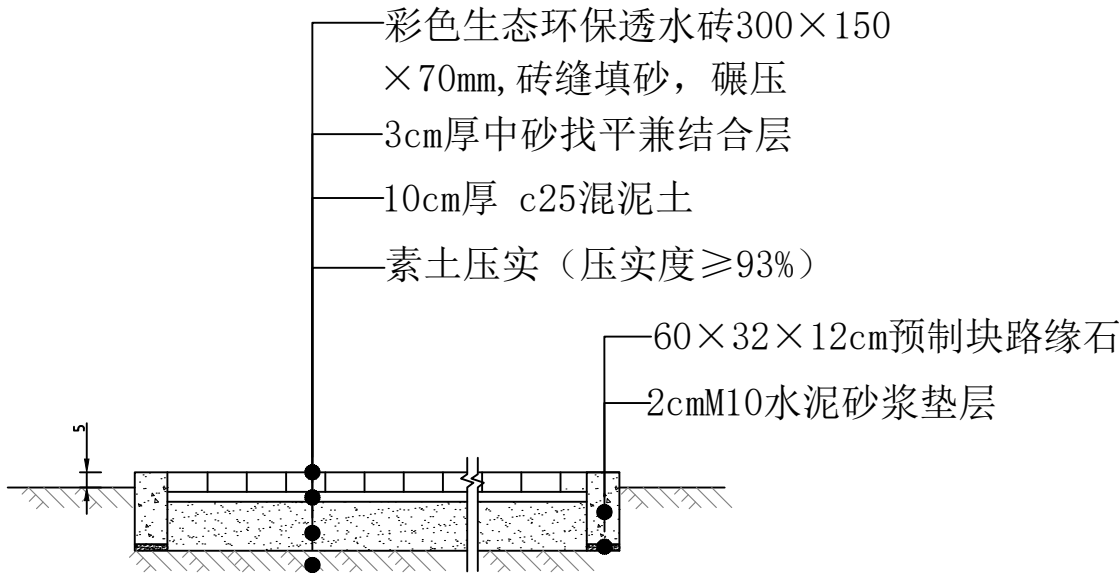 彩色生态环保透水砖300×150
×70mm,砖缝填砂，碾压
3cm厚中砂找平兼结合层
10cm厚 c25混泥土
素土压实（压实度≥93%）
60×32×12cm预制块路缘石
2cmM10水泥砂浆垫层
5